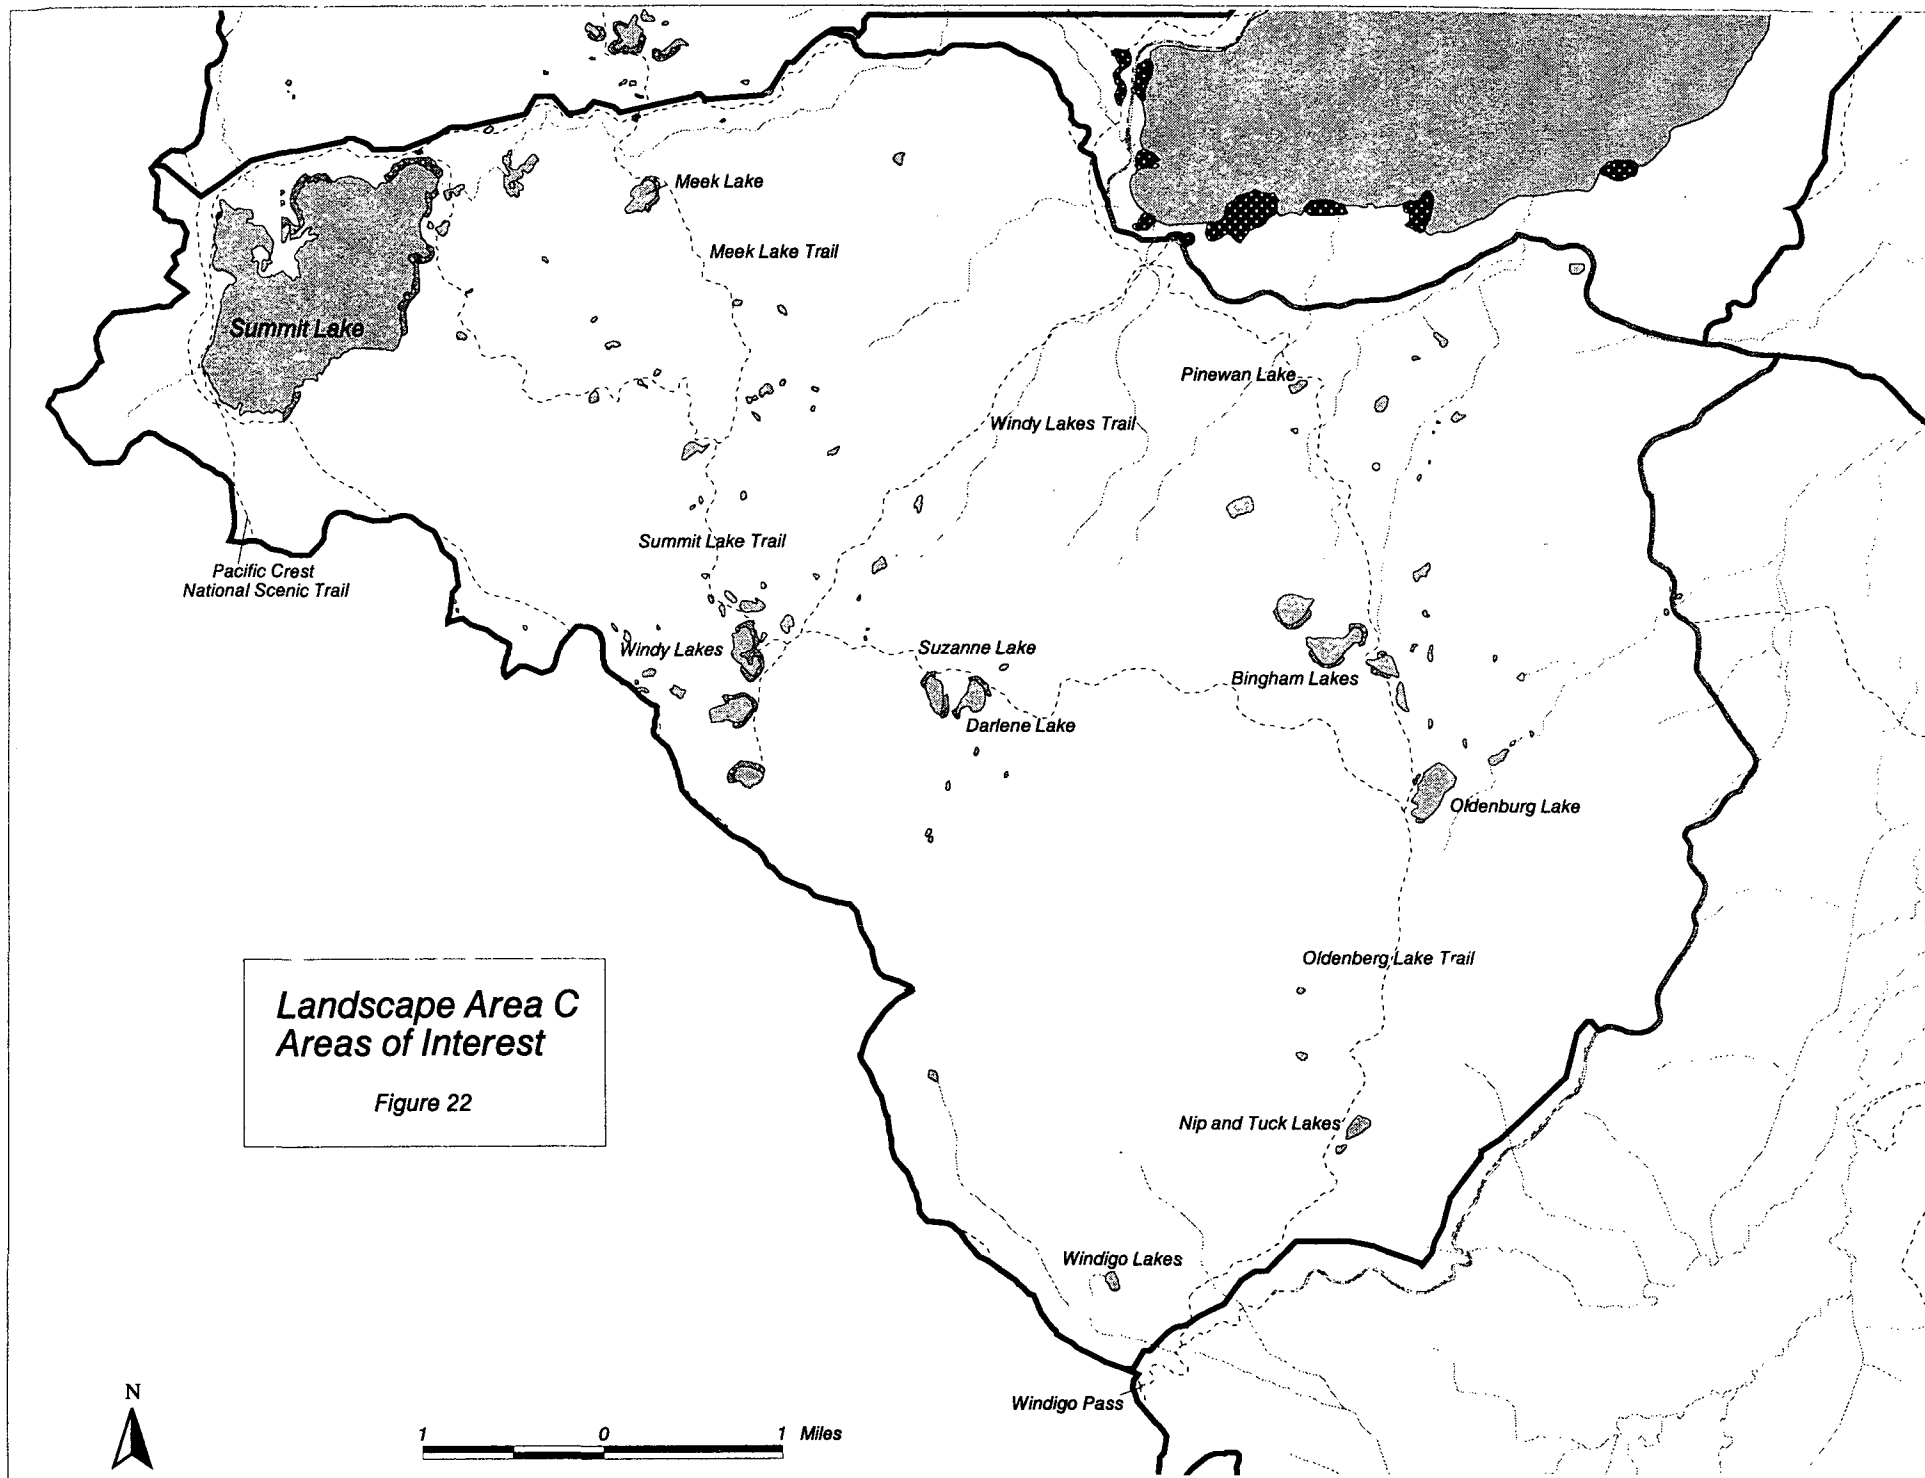 Meek Lake
Meek Lake Trail
Summit Lake
Pinewan Lake
Windy Lakes Trail
Summit Lake Trail
Pacific Crest
National Scenic Trail
Windy Lakes
Suzanne Lake
Bingham Lakes
Darlene Lake
Oldenburg Lake
Oldenberg Lake Trail
Landscape Area C
Areas of Interest
Figure 22
Nip and Tuck Lakes
Windigo Lakes
Windigo Pass
N
1 0 1 Miles